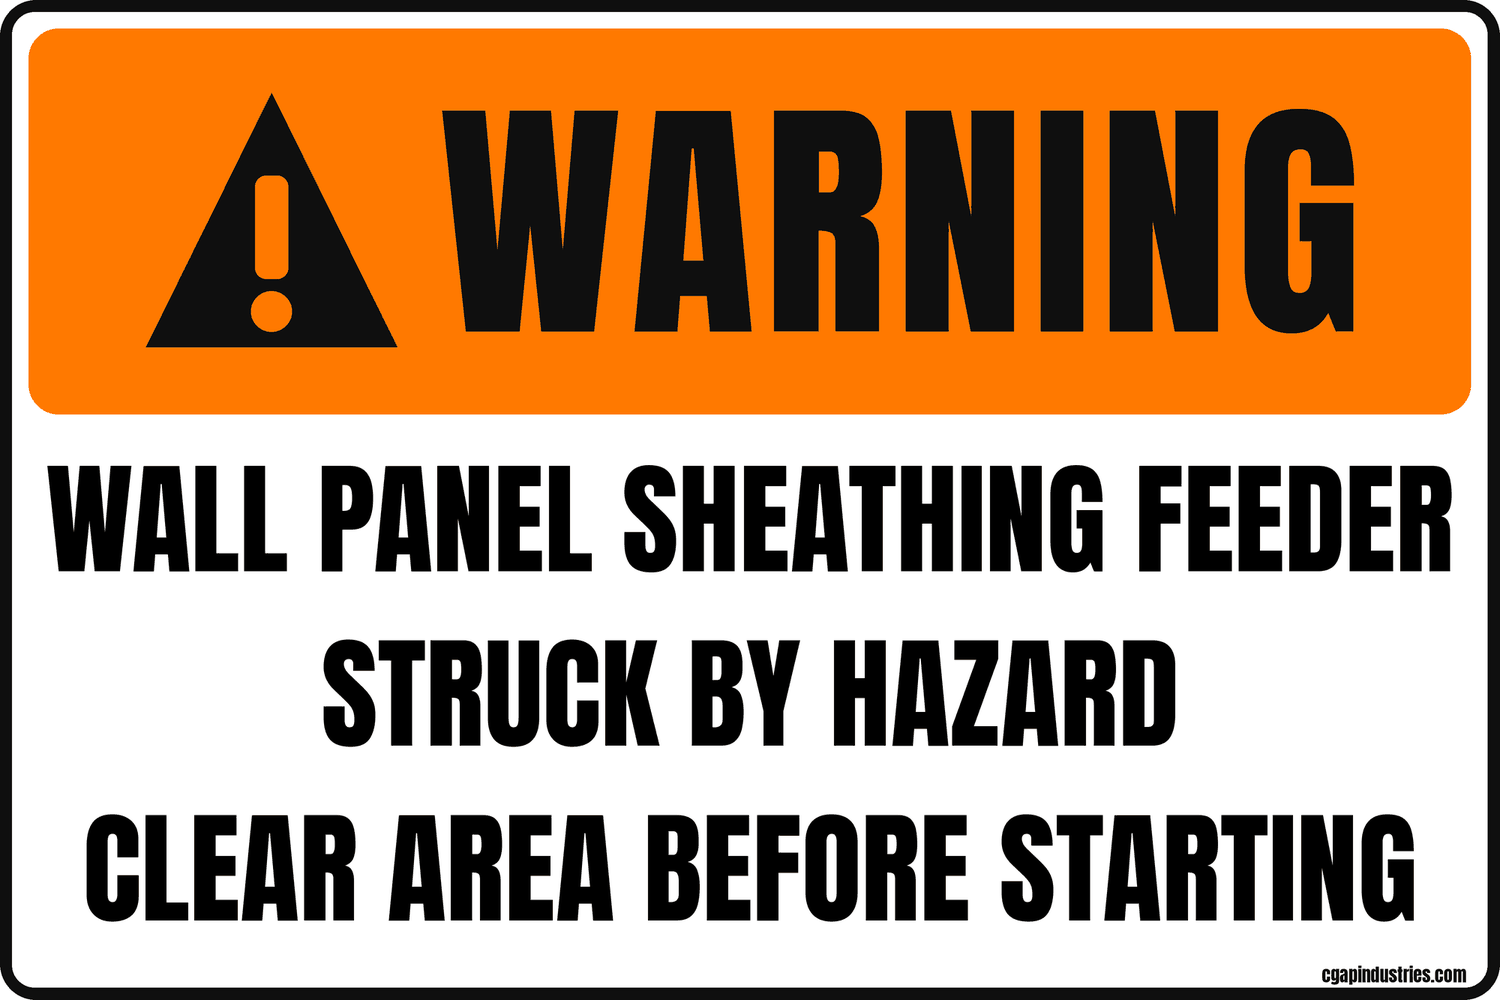 WARNING
WALL PANEL SHEATHING FEEDER
STRUCK BY HAZARD
CLEAR AREA BEFORE STARTING
cgapindustries.com